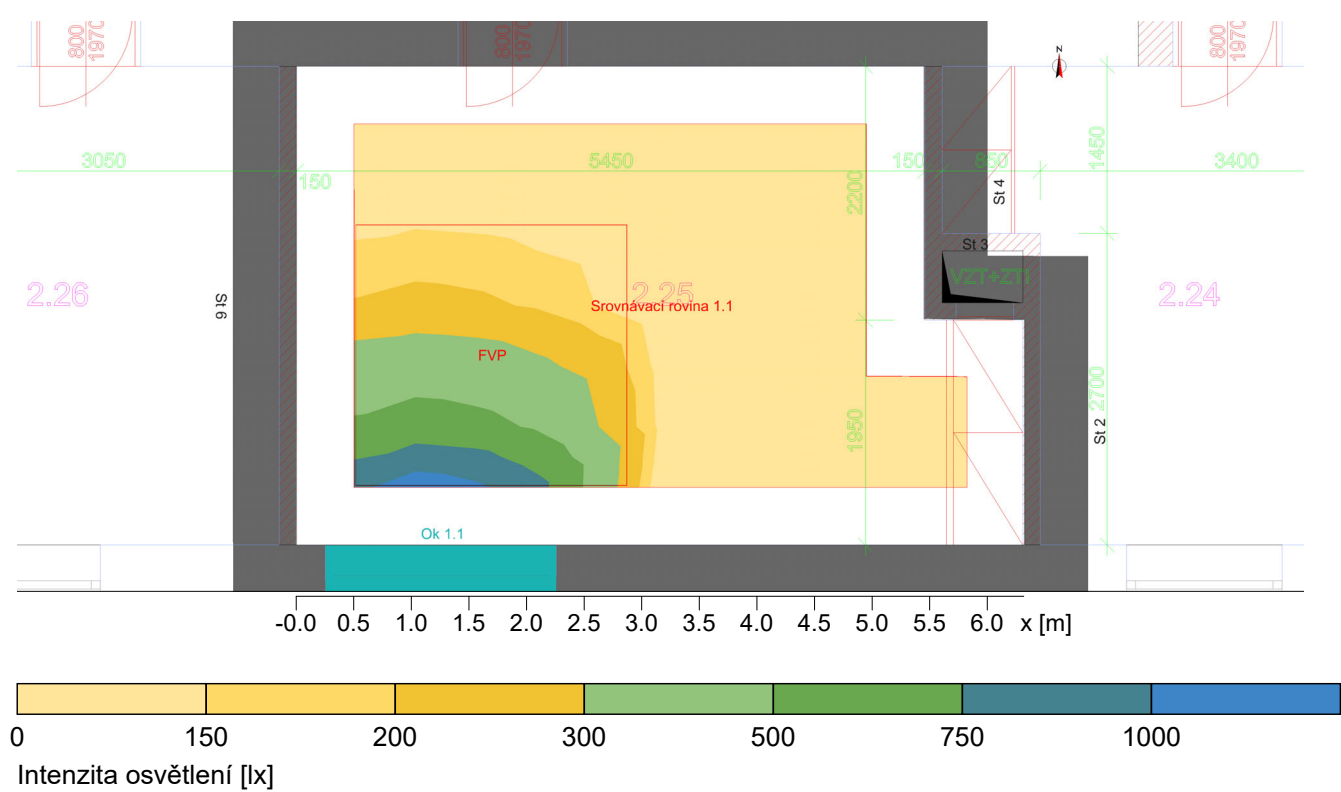 800
1970
800
1970
800
1970
N
3050
150
5450
150
850
1450
3400
2200
St 4
St 3
VZT+ZTI
2.26
St 6
2.25
Srovnávací rovina 1.1
2.24
FVP
1950
2700
St 2
Ok 1.1
-0.0 0.5 1.0 1.5 2.0 2.5 3.0 3.5 4.0 4.5 5.0 5.5 6.0 x [m]
0 150 200 300 500 750 1000
Intenzita osvětlení [lx]